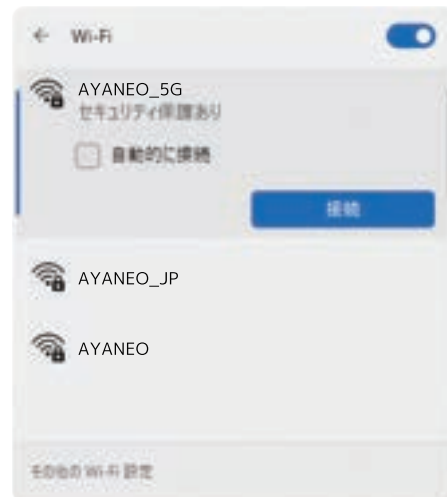 ← Wi-Fi
AYANEO_5G
セキュリティ保護あり
自動的に接続
接続
AYANEO_JP
AYANEO
その他の Wi-Fi 設定